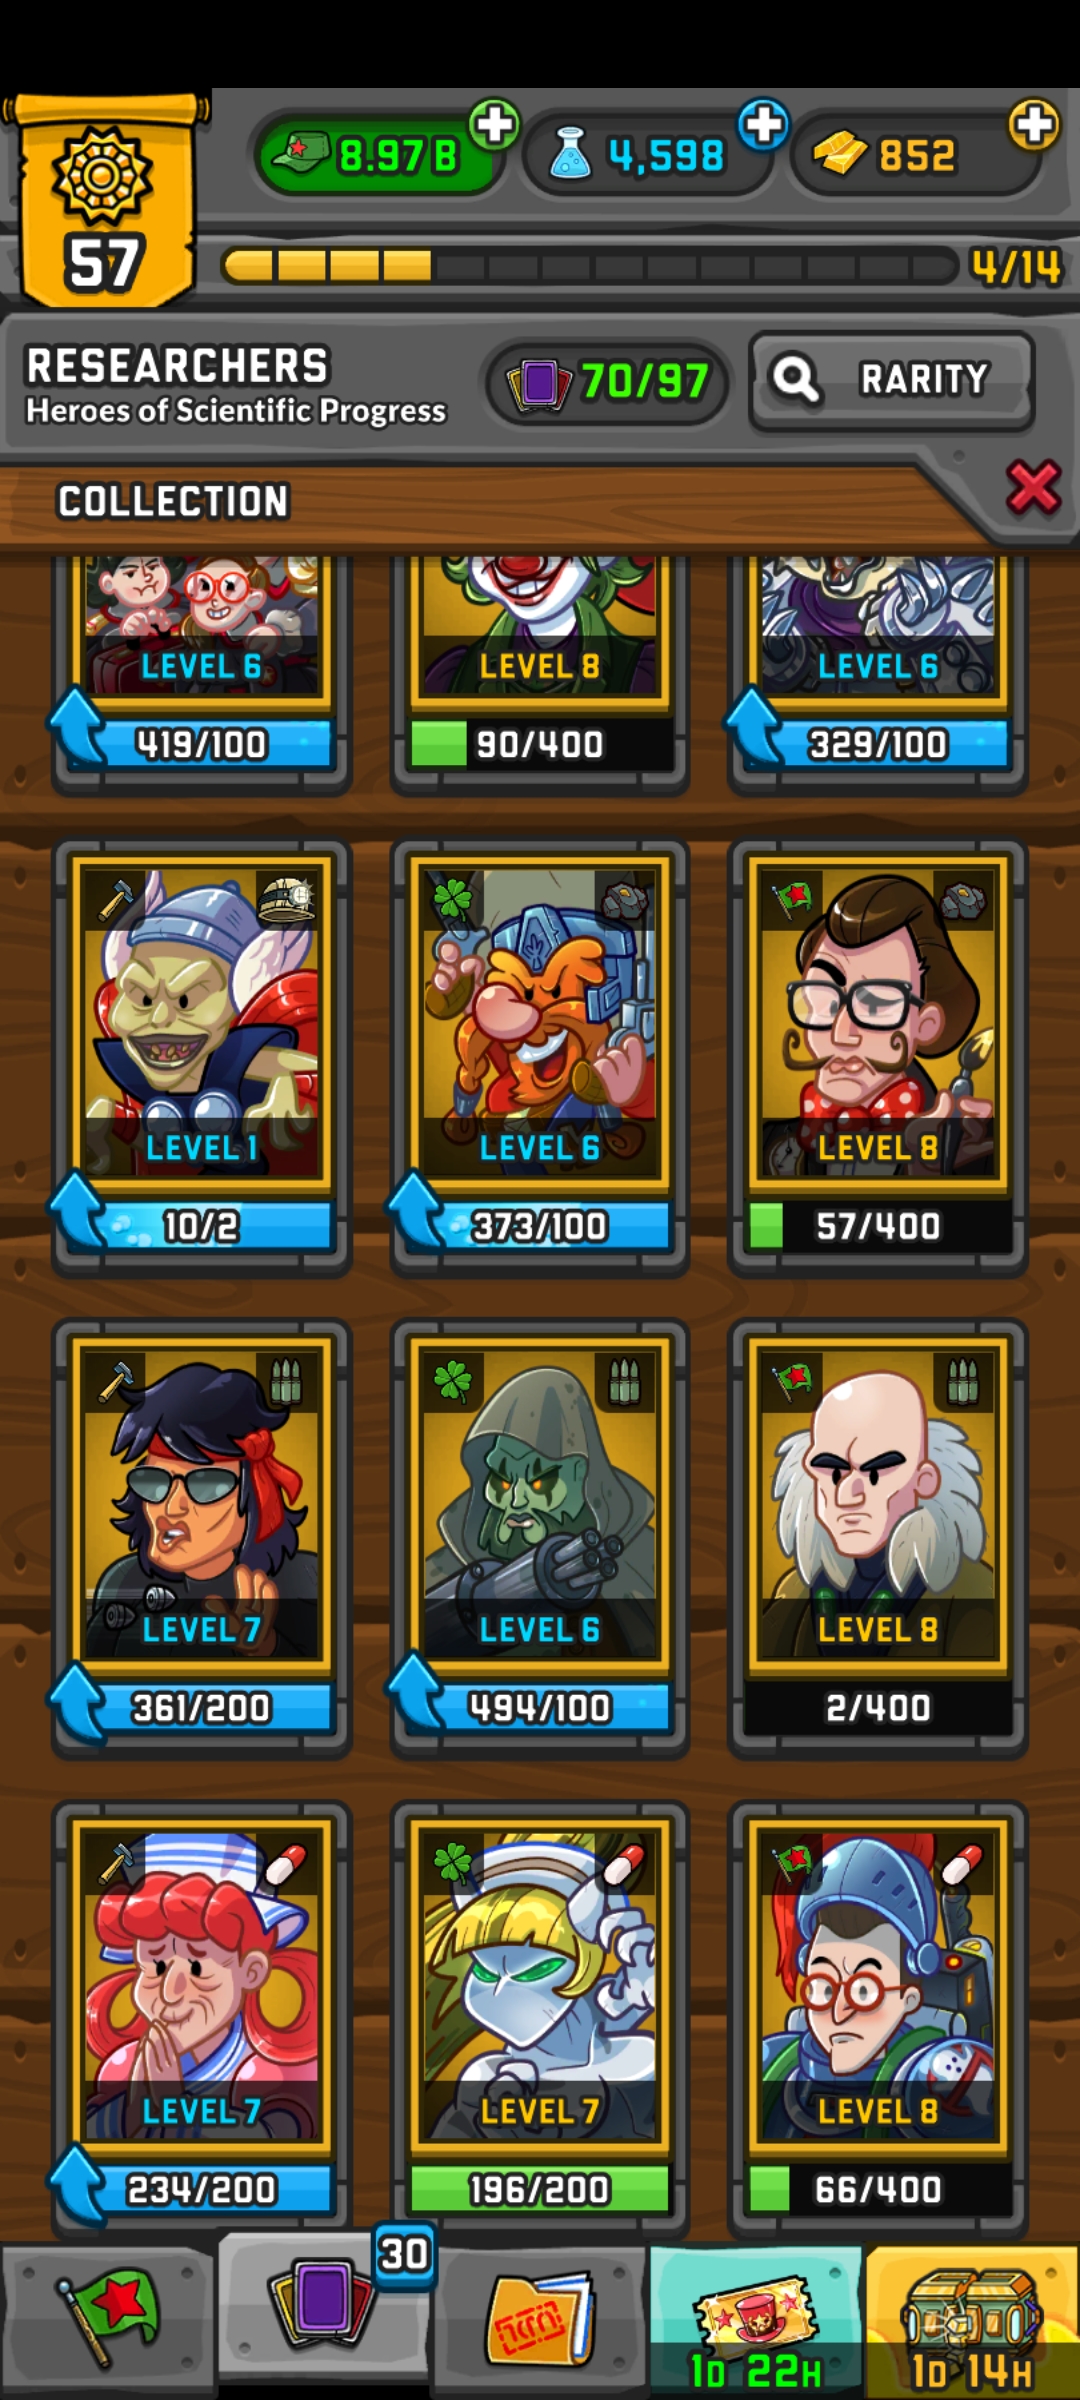 8.97B
4,598
852
57
4/14
RESEARCHERS
Heroes of Scientific Progress
70/97
RARITY
COLLECTION
LEVEL 6
LEVEL 8
LEVEL 6
419/100
90/400
329/100
LEVEL 1
LEVEL 6
LEVEL 8
10/2
373/100
57/400
LEVEL 7
LEVEL 6
LEVEL 8
361/200
494/100
2/400
LEVEL 7
LEVEL 7
LEVEL 8
234/200
196/200
66/400
30
1D 22H
1D 14H